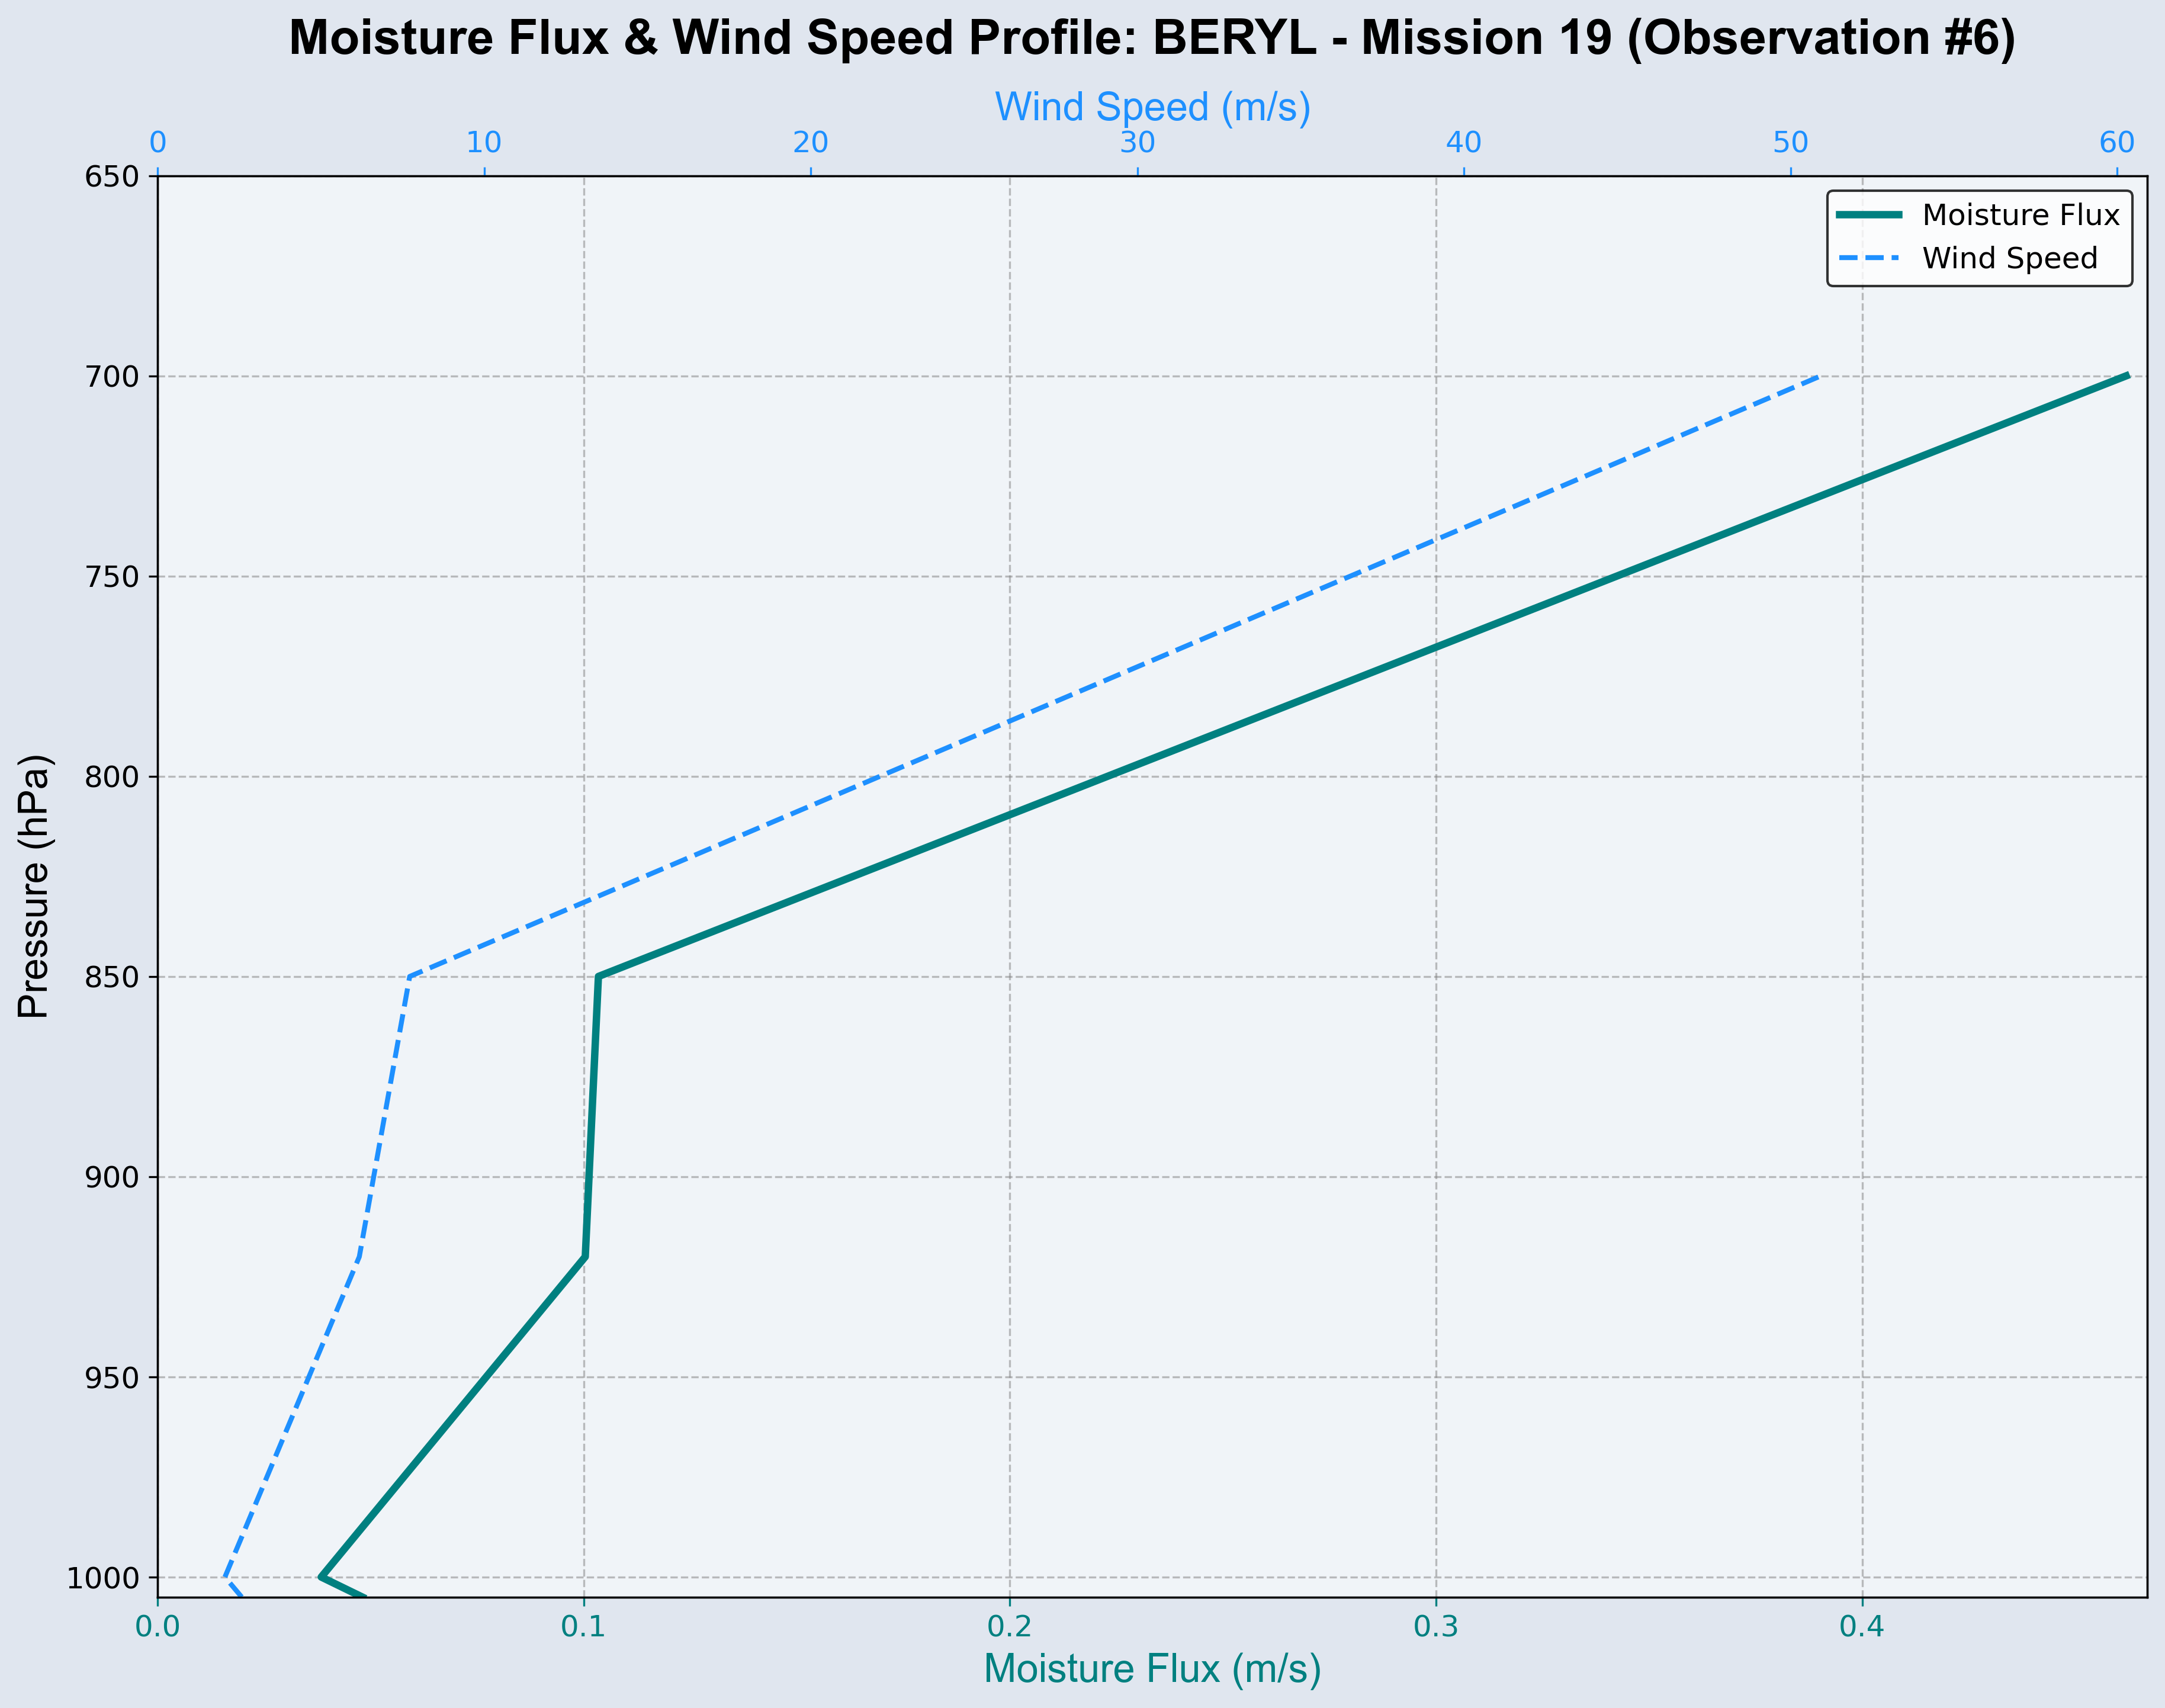 Moisture Flux & Wind Speed Profile: BERYL - Mission 19 (Observation #6)
Wind Speed (m/s)
0 10 20 30 40 50 60
Moisture Flux
Wind Speed
650
700
750
800
850
900
950
1000
Pressure (hPa)
0.0 0.1 0.2 0.3 0.4
Moisture Flux (m/s)